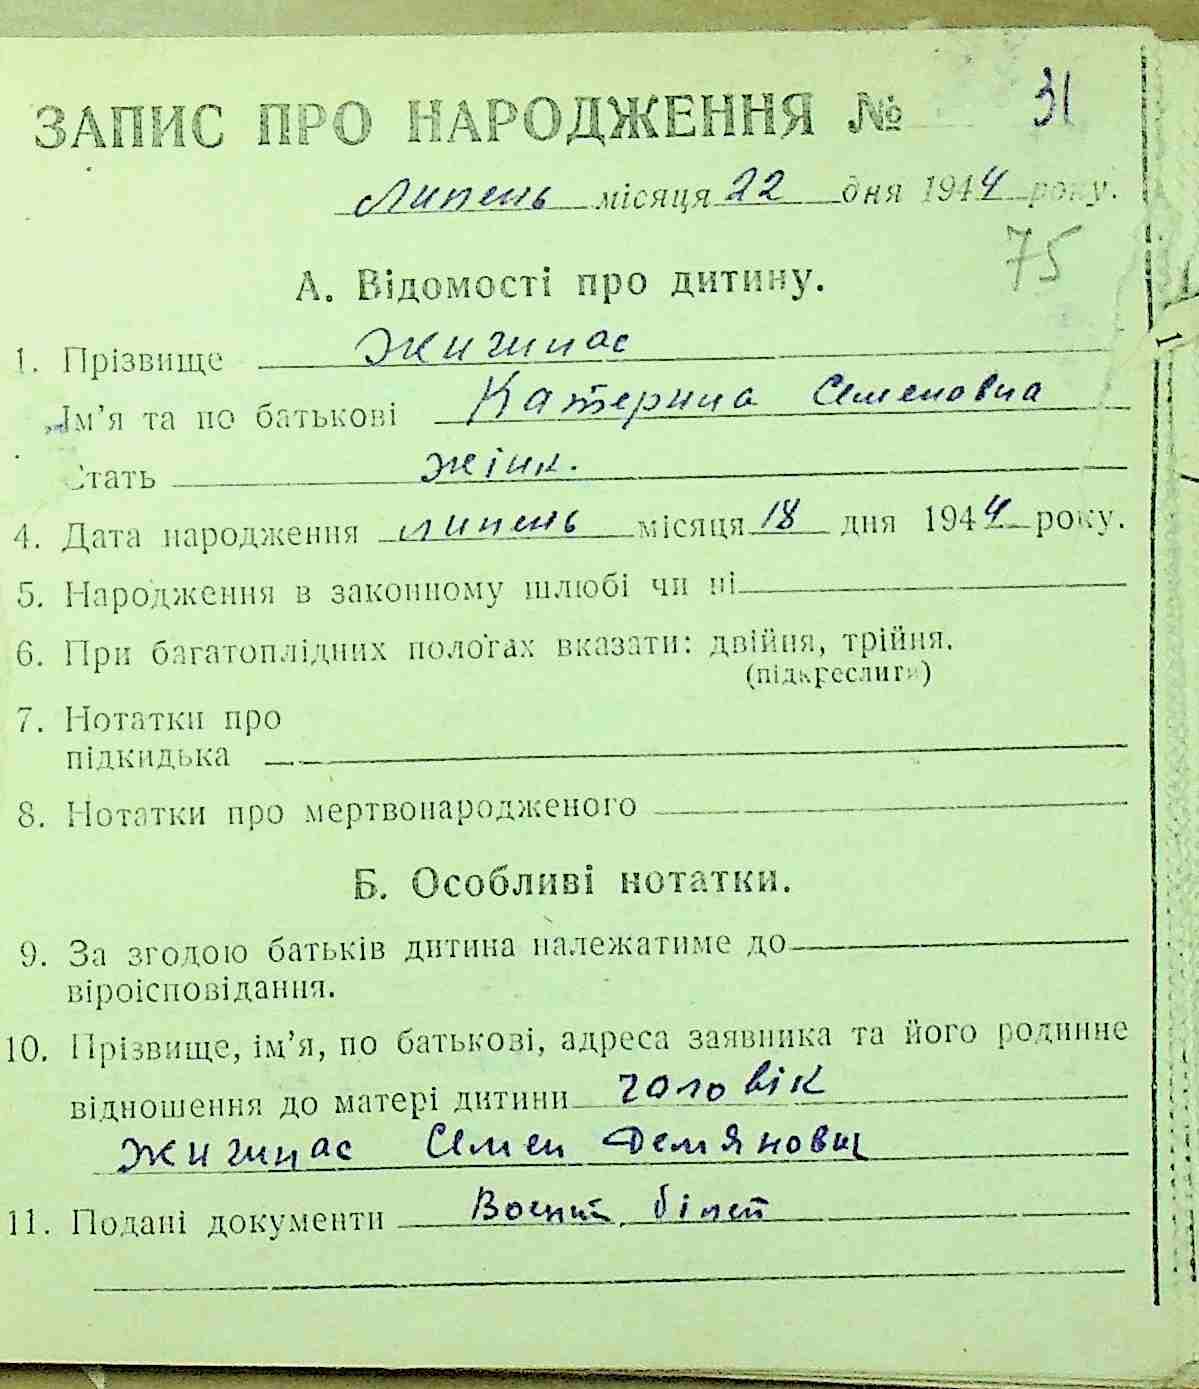 ЗАПИС ПРО НАРОДЖЕННЯ № 31
Липень місяця 22 дня 1944 року.
75
А. Відомості про дитину.
1. Прізвище Жигинас
Ім'я та по батькові Катерина Семеновна
Стать жінк.
4. Дата народження липень місяця 18 дня 1944 року.
5. Народження в законному шлюбі чи ні
6. При багатоплідних пологах вказати: двійня, трійня.
(підкреслити)
7. Нотатки про
підкидька
8. Нотатки про мертвонародженого
Б. Особливі нотатки.
9. За згодою батьків дитина належатиме до
віроісповідання.
10. Прізвище, ім'я, по батькові, адреса заявника та його родинне
відношення до матері дитини чоловік
Жигинас Семен Демянович
11. Подані документи Воєний білет